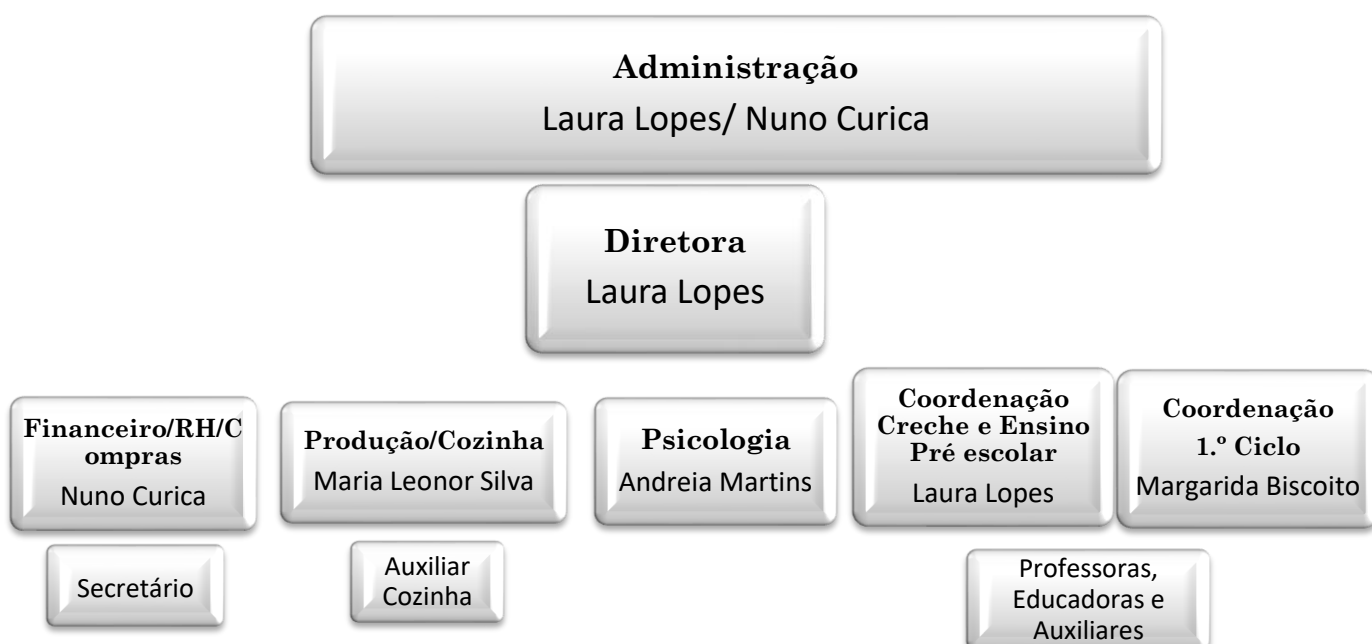 Administração
Laura Lopes/ Nuno Curica
Diretora
Laura Lopes
Financeiro/RH/C
ompras
Nuno Curica
Produção/Cozinha
Maria Leonor Silva
Psicologia
Andreia Martins
Coordenação
Creche e Ensino
Pré escolar
Laura Lopes
Coordenação
1.º Ciclo
Margarida Biscoito
Secretário
Auxiliar
Cozinha
Professoras,
Educadoras e
Auxiliares